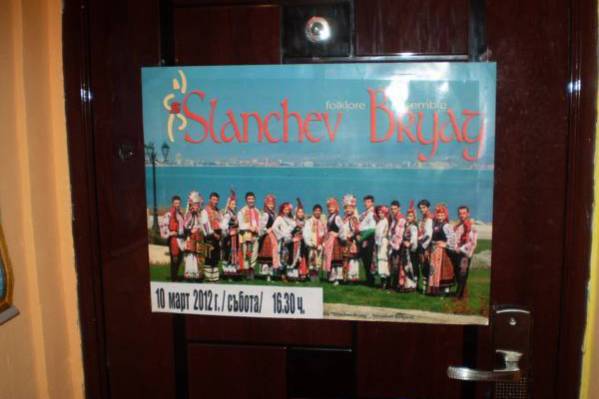 folklore ensemble
Slanchev Bryag
10 март 2012 г. /събота/ 16.30 ч.